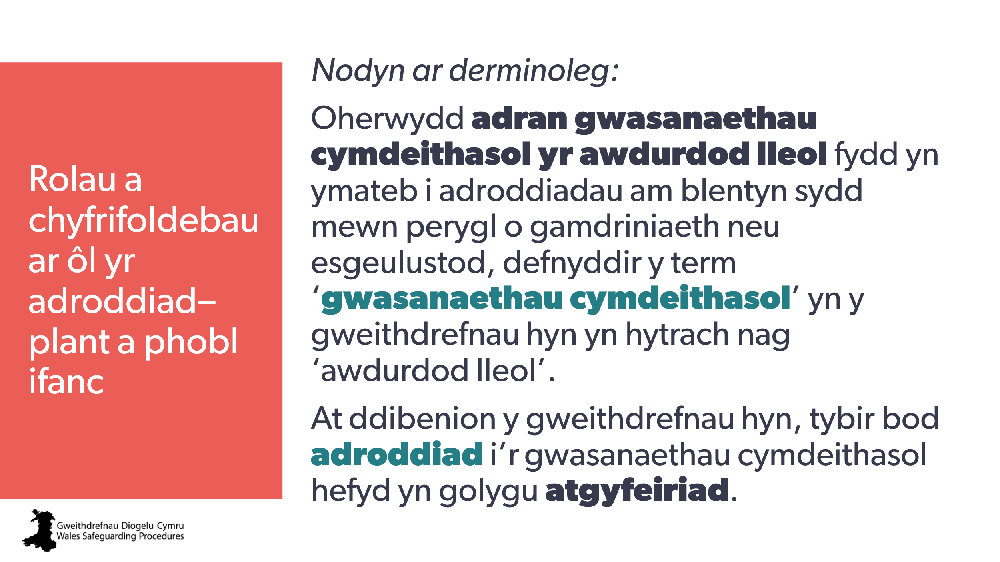 Rolau a
chyfrifoldebau
ar ôl yr
adroddiad–
plant a phobl
ifanc
Nodyn ar derminoleg:
Oherwydd adran gwasanaethau
cymdeithasol yr awdurdod lleol fydd yn
ymateb i adroddiadau am blentyn sydd
mewn perygl o gamdriniaeth neu
esgeulustod, defnyddir y term
‘gwasanaethau cymdeithasol’ yn y
gweithdrefnau hyn yn hytrach nag
‘awdurdod lleol’.
At ddibenion y gweithdrefnau hyn, tybir bod
adroddiad i’r gwasanaethau cymdeithasol
hefyd yn golygu atgyfeiriad.
Gweithdrefnau Diogelu Cymru
Wales Safeguarding Procedures